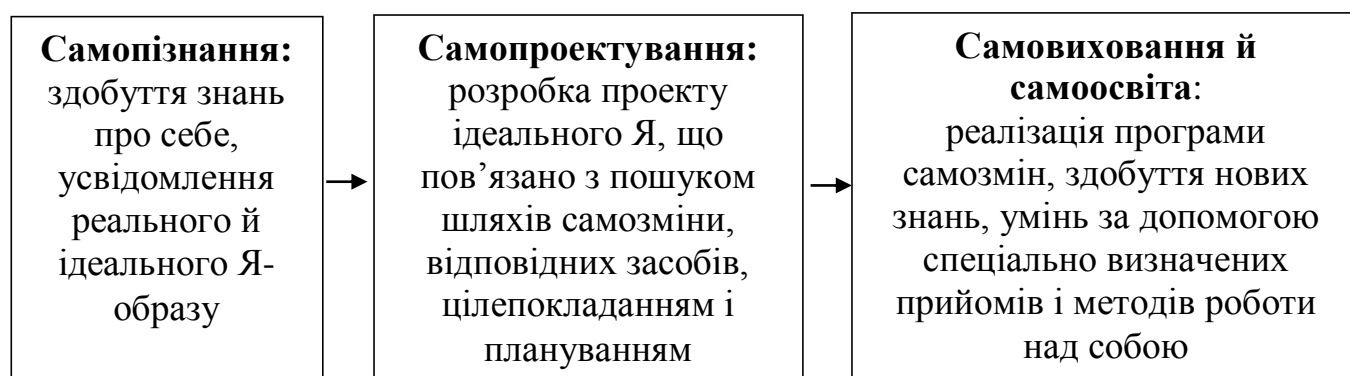 Самопізнання:
здобуття знань
про себе,
усвідомлення
реального й
ідеального Я-
образу
Самопроектування:
розробка проекту
ідеального Я, що
пов’язано з пошуком
шляхів самозміни,
відповідних засобів,
цілепокладанням і
плануванням
Самовиховання й
самоосвіта:
реалізація програми
самозмін, здобуття нових
знань, умінь за допомогою
спеціально визначених
прийомів і методів роботи
над собою